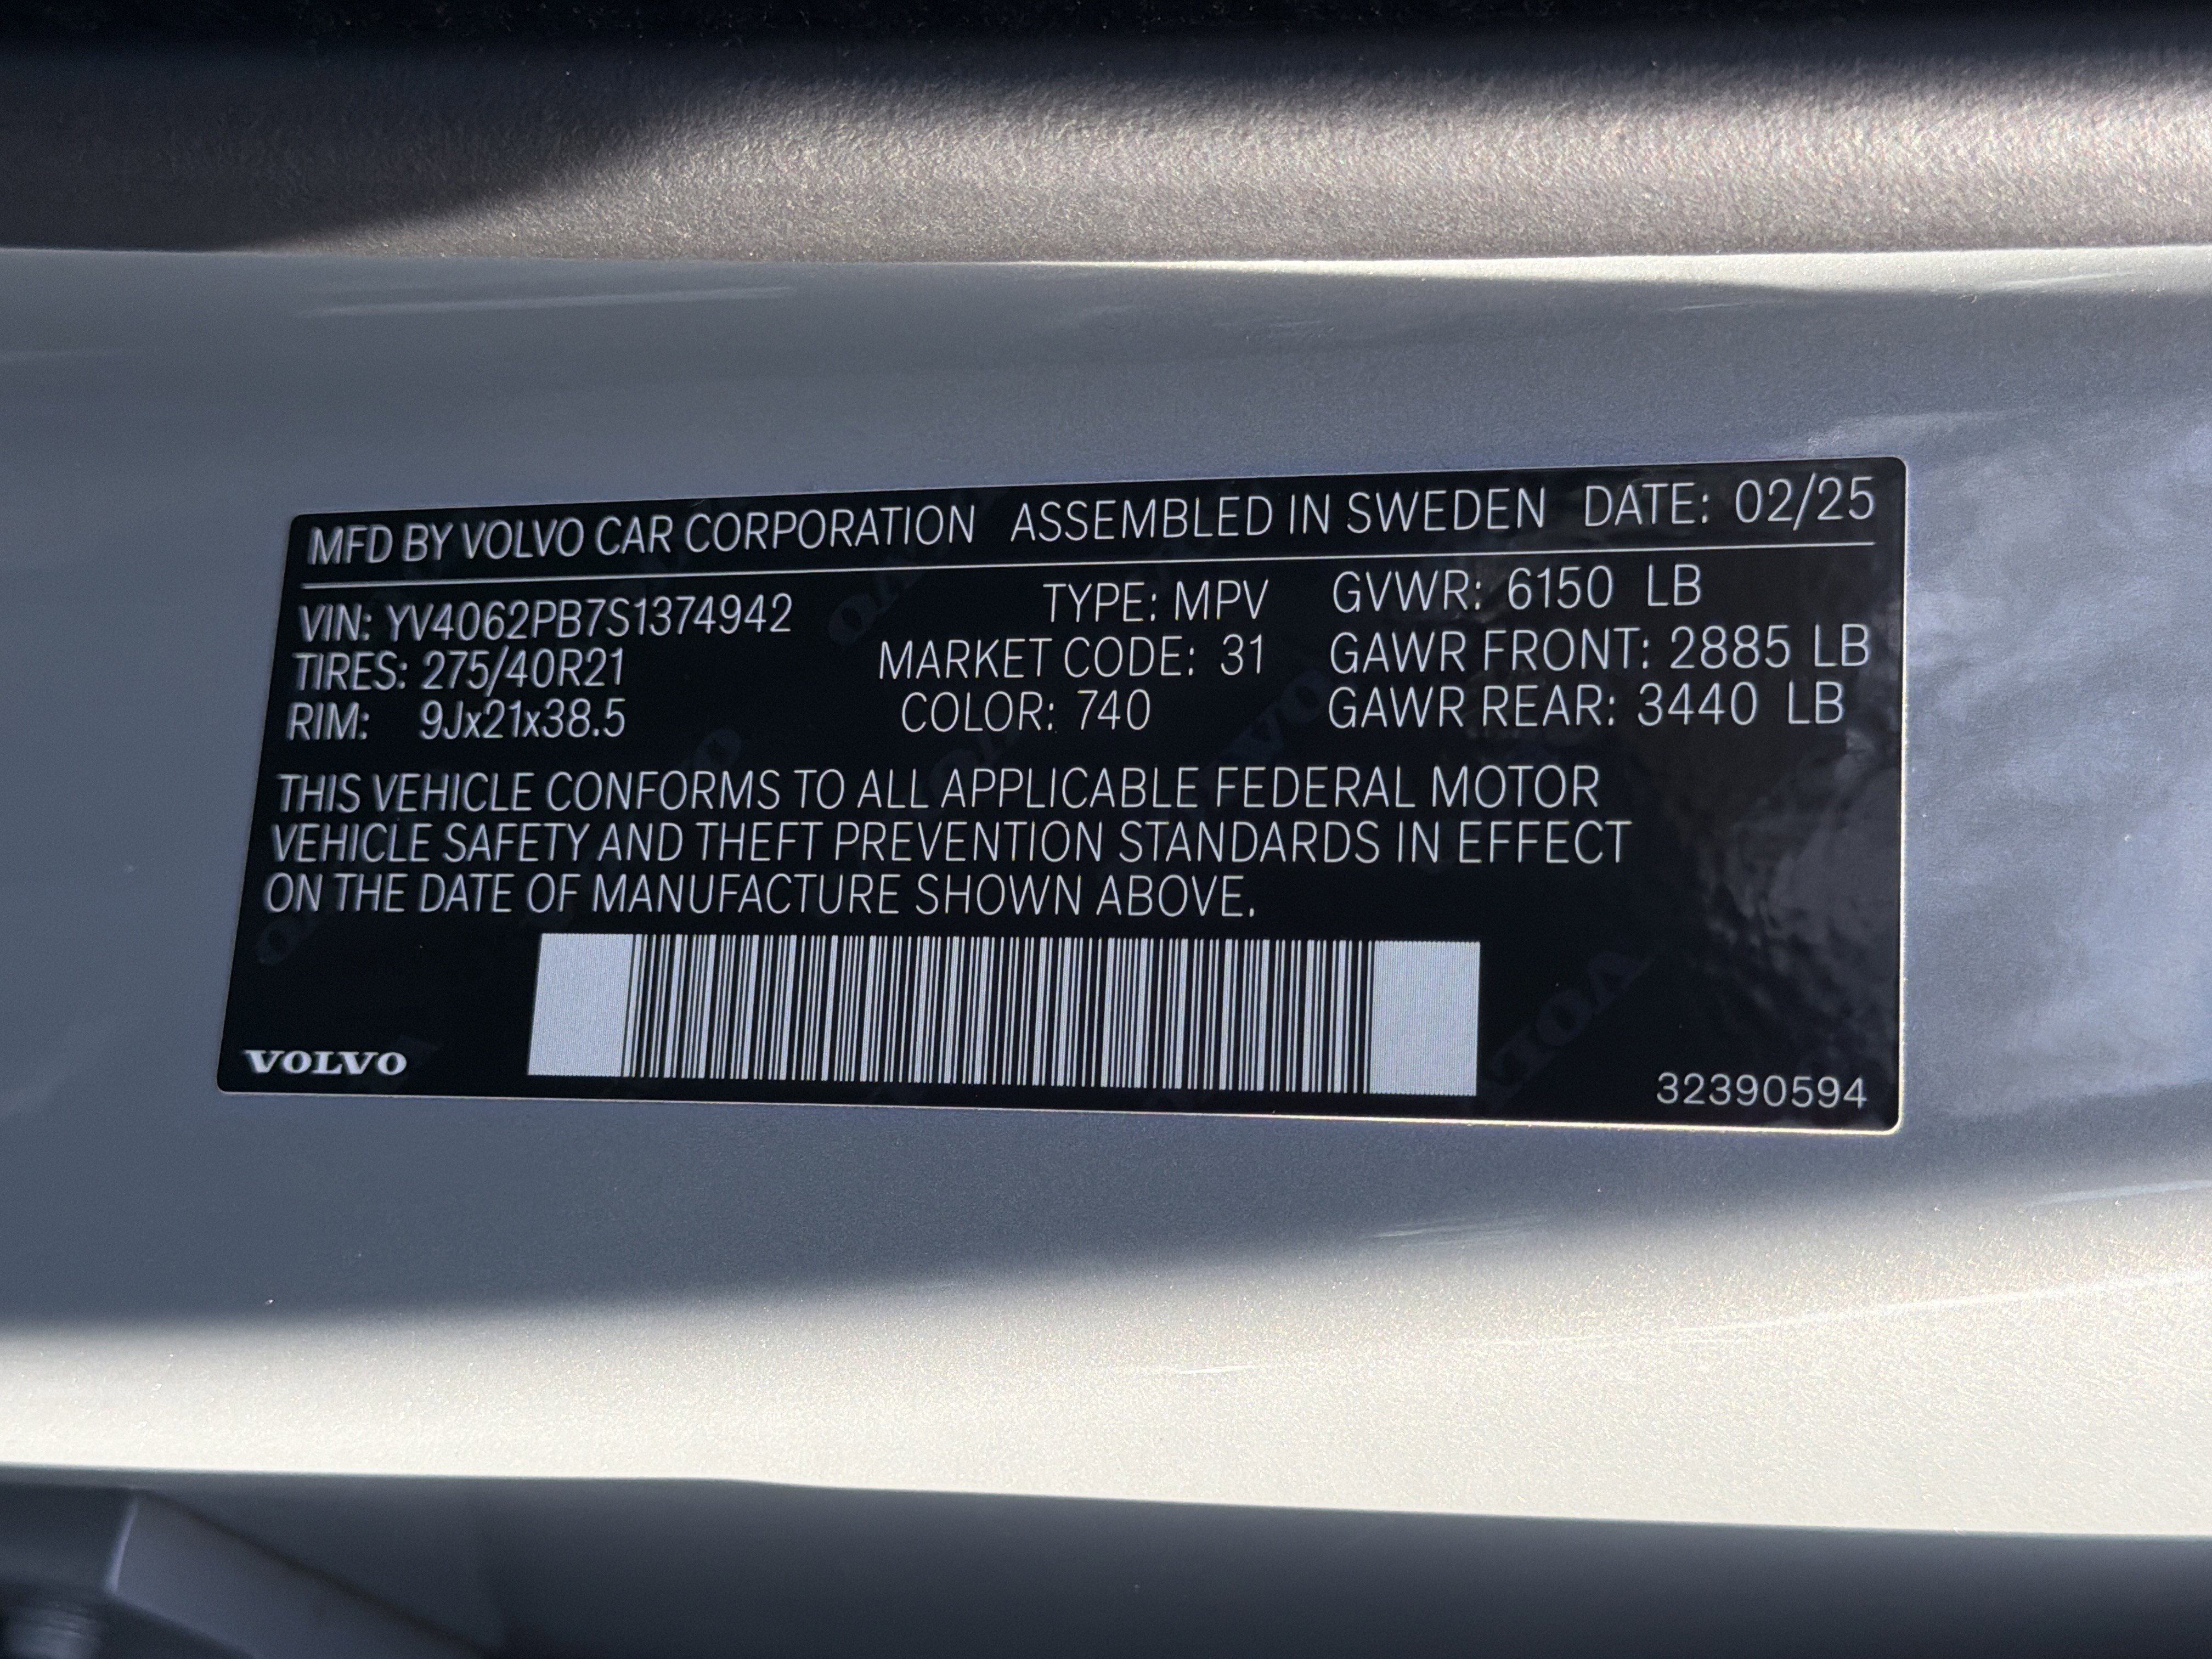 MFD BY VOLVO CAR CORPORATION ASSEMBLED IN SWEDEN DATE: 02/25
VIN: YV4062PB7S1374942 TYPE: MPV GVWR: 6150 LB
TIRES: 275/40R21 MARKET CODE: 31 GAWR FRONT: 2885 LB
RIM: 9Jx21x38.5 COLOR: 740 GAWR REAR: 3440 LB
THIS VEHICLE CONFORMS TO ALL APPLICABLE FEDERAL MOTOR
VEHICLE SAFETY AND THEFT PREVENTION STANDARDS IN EFFECT
ON THE DATE OF MANUFACTURE SHOWN ABOVE.
VOLVO 32390594